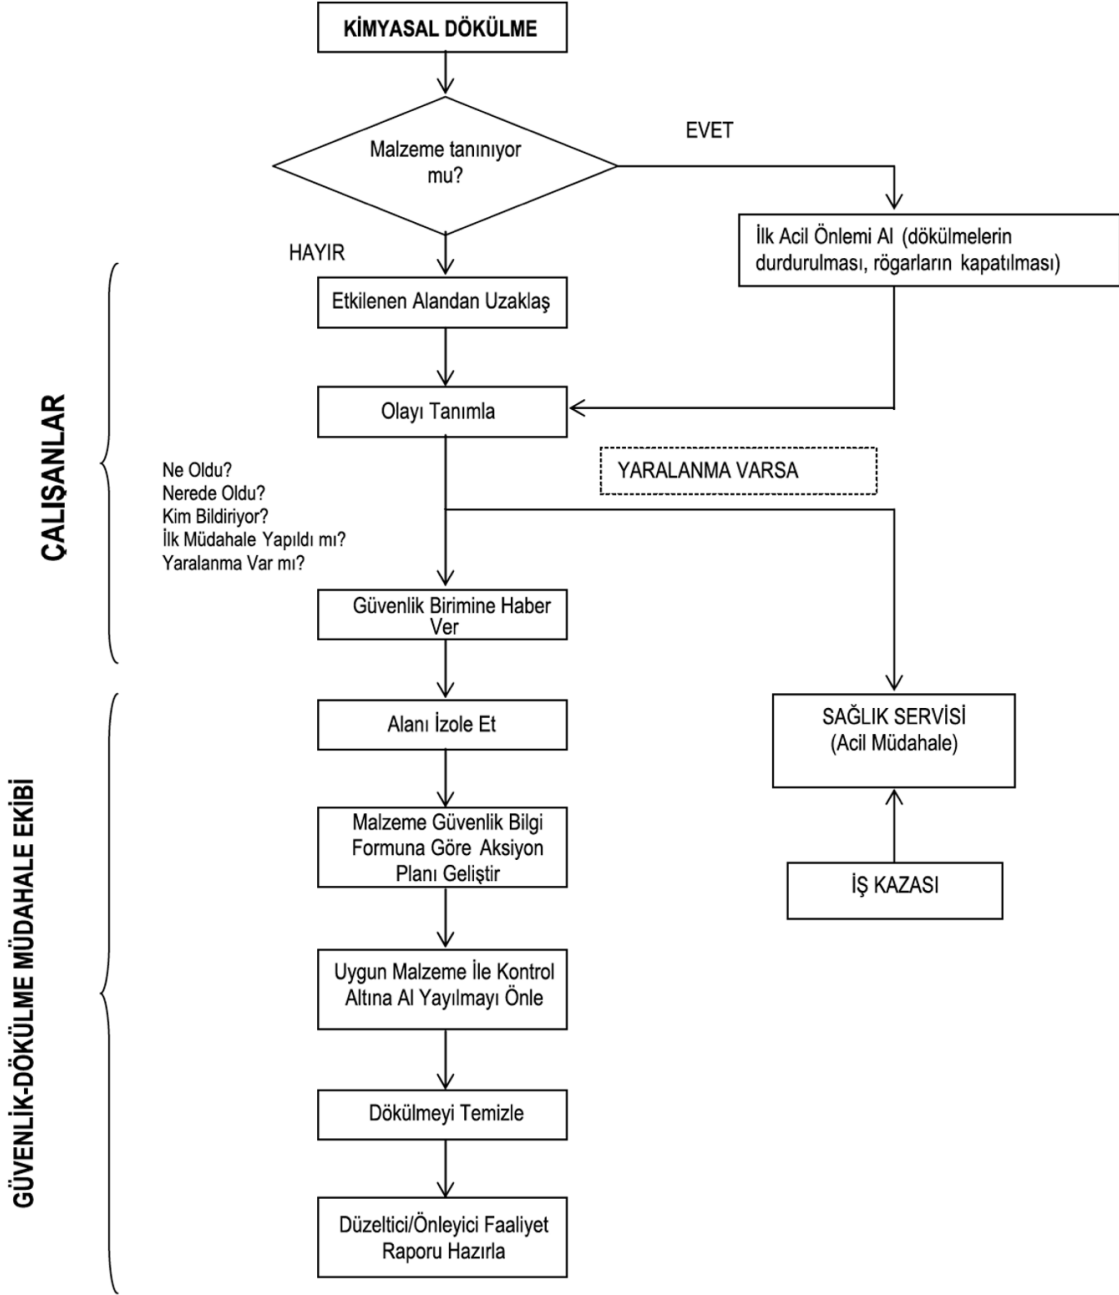 KİMYASAL DÖKÜLME
Malzeme tanınıyor
mu?
EVET
HAYIR
İlk Acil Önlemi Al (dökülmelerin
durdurulması, rögarların kapatılması)
Etkilenen Alandan Uzaklaş
Olayı Tanımla
ÇALIŞANLAR
YARALANMA VARSA
Ne Oldu?
Nerede Oldu?
Kim Bildiriyor?
İlk Müdahale Yapıldı mı?
Yaralanma Var mı?
Güvenlik Birimine Haber
Ver
Alanı İzole Et
SAĞLIK SERVİSİ
(Acil Müdahale)
GÜVENLİK-DÖKÜLME MÜDAHALE EKİBİ
Malzeme Güvenlik Bilgi
Formuna Göre Aksiyon
Planı Geliştir
İŞ KAZASI
Uygun Malzeme İle Kontrol
Altına Al Yayılmayı Önle
Dökülmeyi Temizle
Düzeltici/Önleyici Faaliyet
Raporu Hazırla